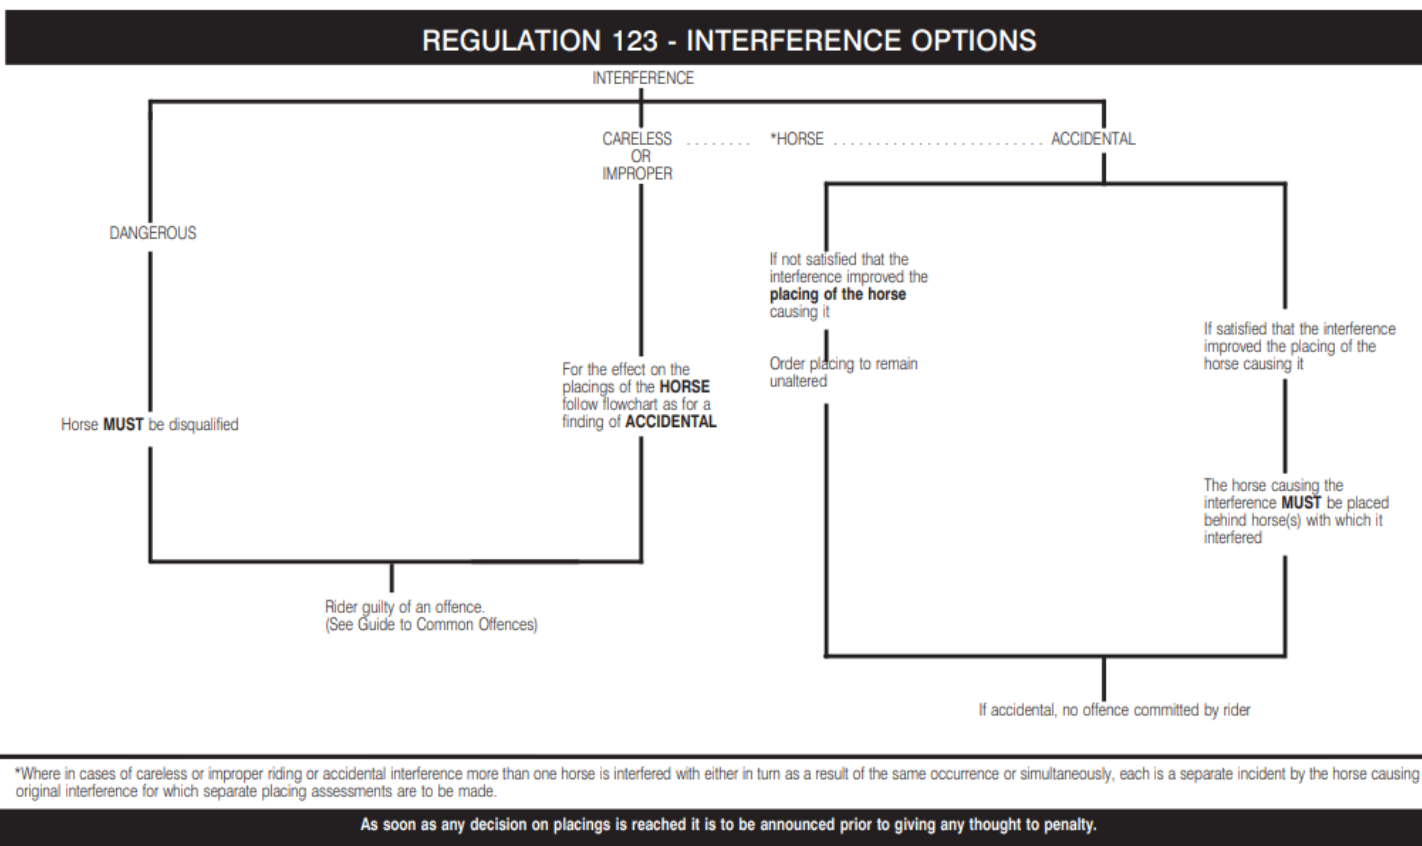 REGULATION 123 - INTERFERENCE OPTIONS
INTERFERENCE
CARELESS ........ *HORSE ......................... ACCIDENTAL
OR
IMPROPER
DANGEROUS
Horse MUST be disqualified
For the effect on the
placings of the HORSE
follow flowchart as for a
finding of ACCIDENTAL
If not satisfied that the
interference improved the
placing of the horse
causing it
Order placing to remain
unaltered
If satisfied that the interference
improved the placing of the
horse causing it
The horse causing the
interference MUST be placed
behind horse(s) with which it
interfered
Rider guilty of an offence.
(See Guide to Common Offences)
If accidental, no offence committed by rider
*Where in cases of careless or improper riding or accidental interference more than one horse is interfered with either in turn as a result of the same occurrence or simultaneously, each is a separate incident by the horse causing
original interference for which separate placing assessments are to be made.
As soon as any decision on placings is reached it is to be announced prior to giving any thought to penalty.